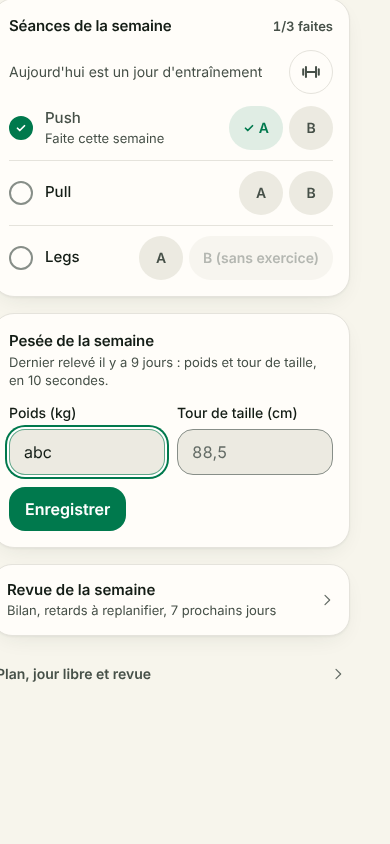 Séances de la semaine 1/3 faites
Aujourd'hui est un jour d'entraînement
Push
Faite cette semaine
A B
Pull A B
Legs A B (sans exercice)
Pesée de la semaine
Dernier relevé il y a 9 jours : poids et tour de taille,
en 10 secondes.
Poids (kg) Tour de taille (cm)
abc 88,5
Enregistrer
Revue de la semaine
Bilan, retards à replanifier, 7 prochains jours
Plan, jour libre et revue